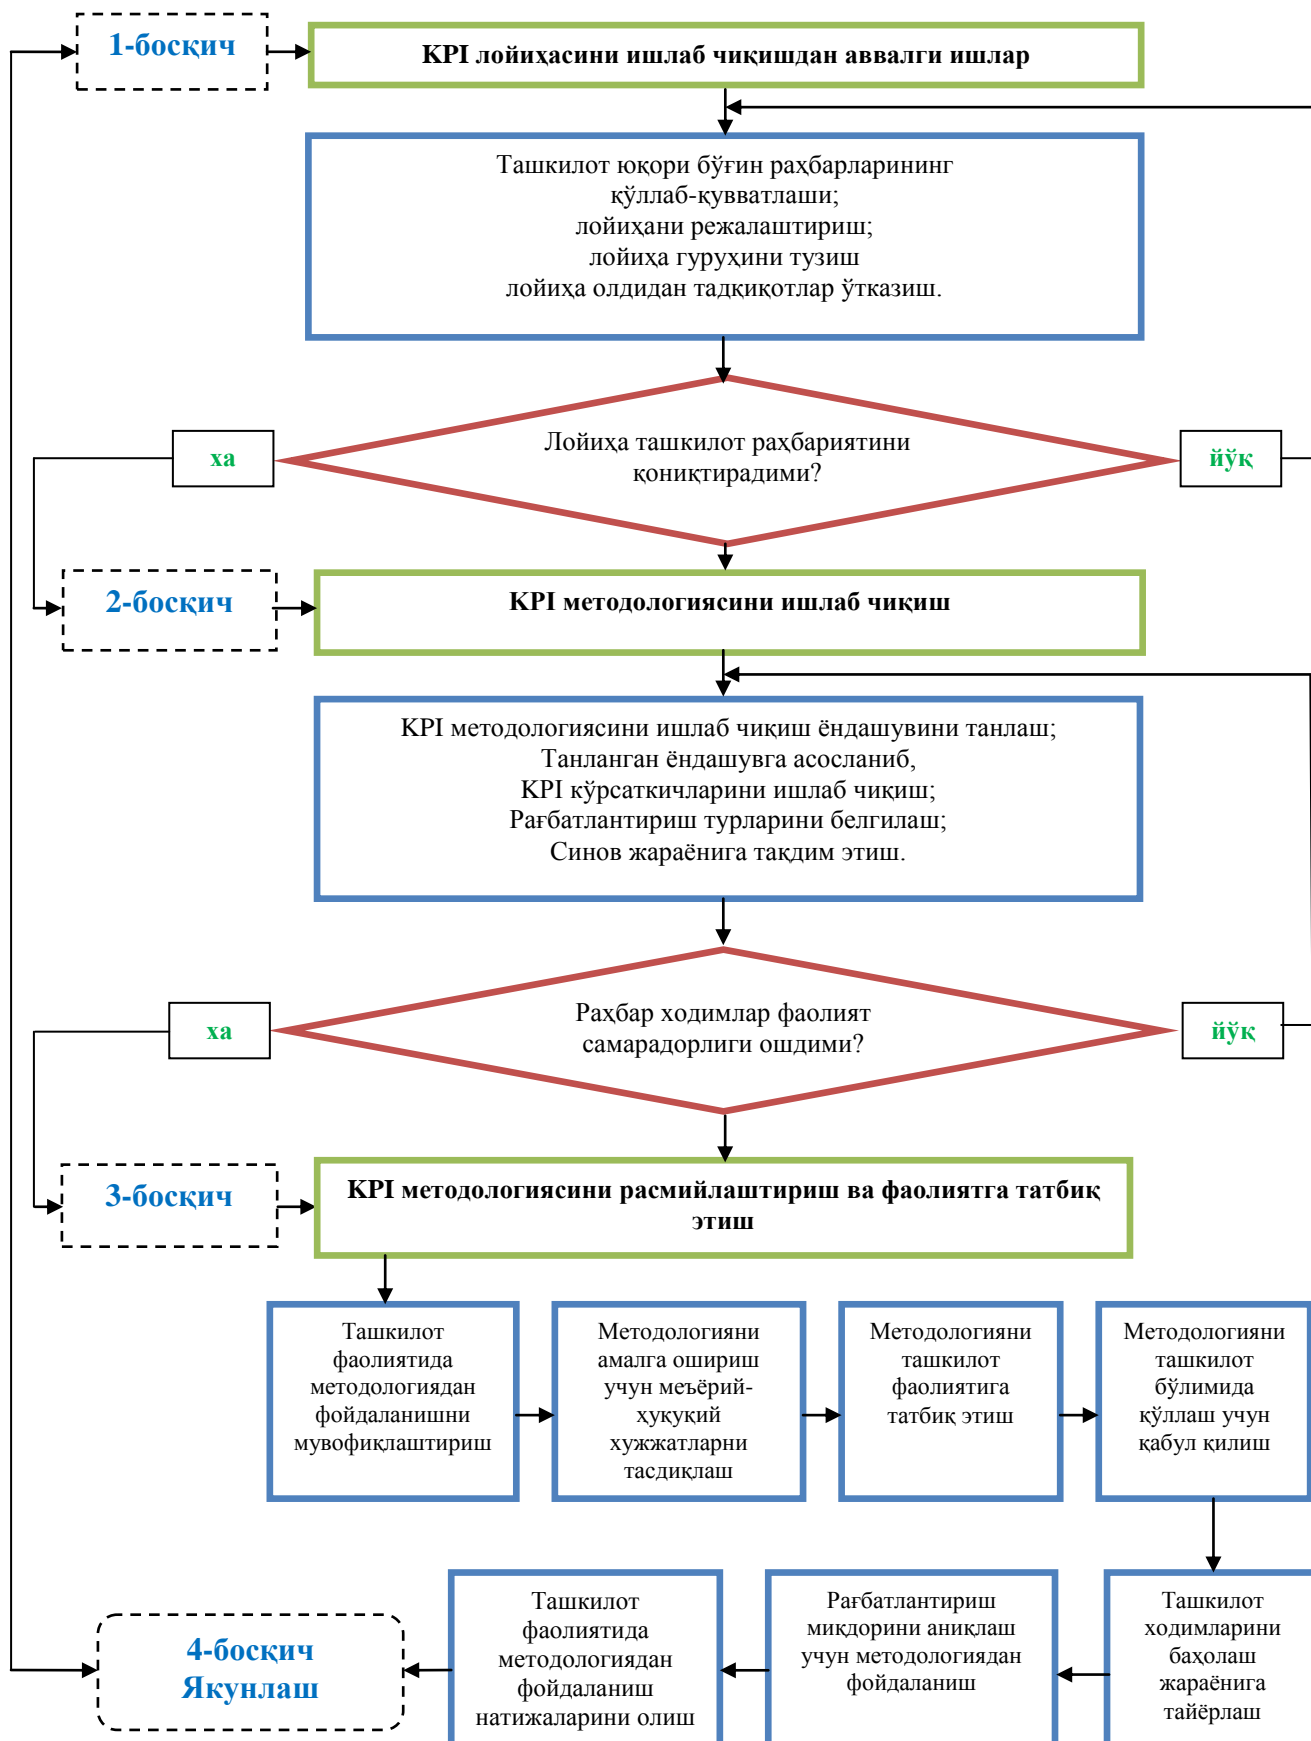 1-босқич
KPI лойиҳасини ишлаб чиқишдан аввалги ишлар
Ташкилот юқори бўғин раҳбарларининг
қўллаб-қувватлаши;
лойиҳани режалаштириш;
лойиҳа гуруҳини тузиш
лойиҳа олдидан тадқиқотлар ўтказиш.
Лойиҳа ташкилот раҳбариятини
қониқтирадими?
ха
йўқ
2-босқич
KPI методологиясини ишлаб чиқиш
KPI методологиясини ишлаб чиқиш ёндашувини танлаш;
Танланган ёндашувга асосланиб,
KPI кўрсаткичларини ишлаб чиқиш;
Рағбатлантириш турларини белгилаш;
Синов жараёнига тақдим этиш.
Раҳбар ходимлар фаолият
самарадорлиги ошдими?
ха
йўқ
3-босқич
KPI методологиясини расмийлаштириш ва фаолиятга татбиқ
этиш
Ташкилот
фаолиятида
методологиядан
фойдаланишни
мувофиқлаштириш
Методологияни
амалга ошириш
учун меъёрий-
ҳуқуқий
хужжатларни
тасдиқлаш
Методологияни
ташкилот
фаолиятига
татбиқ этиш
Методологияни
ташкилот
бўлимида
қўллаш учун
қабул қилиш
Ташкилот
ходимларини
баҳолаш
жараёнига
тайёрлаш
Рағбатлантириш
миқдорини аниқлаш
учун методологиядан
фойдаланиш
Ташкилот
фаолиятида
методологиядан
фойдаланиш
натижаларини олиш
4-босқич
Якунлаш